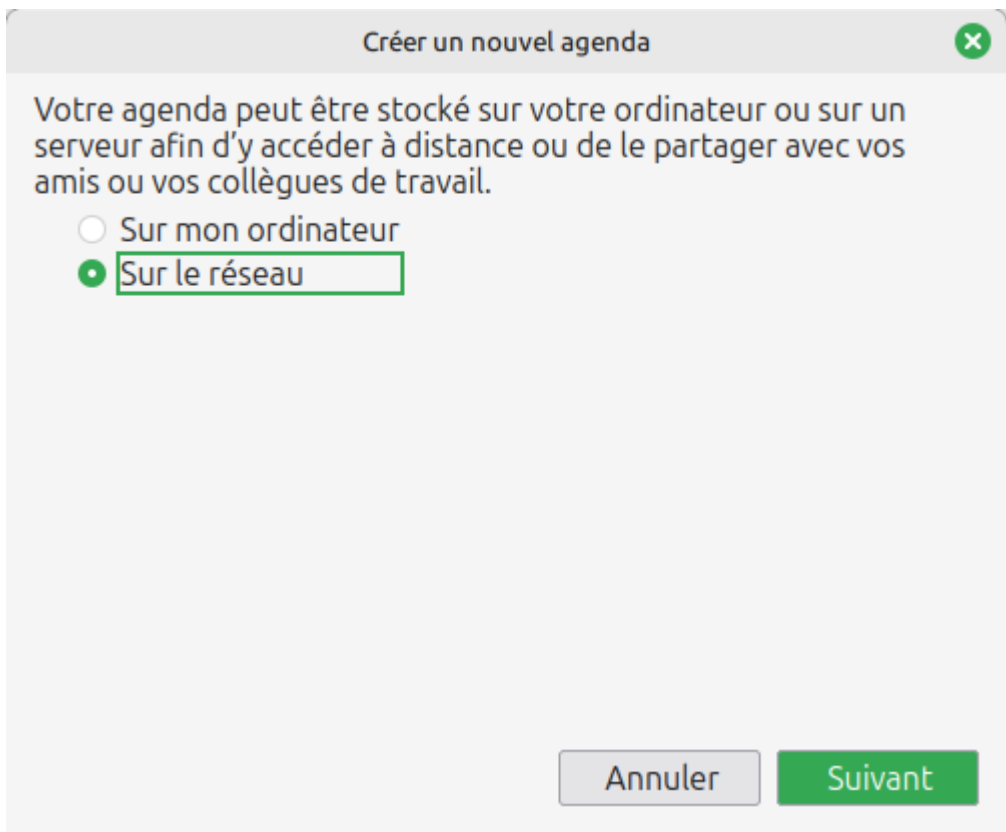 Créer un nouvel agenda
Votre agenda peut être stocké sur votre ordinateur ou sur un
serveur afin d’y accéder à distance ou de le partager avec vos
amis ou vos collègues de travail.
Sur mon ordinateur
Sur le réseau
Annuler
Suivant